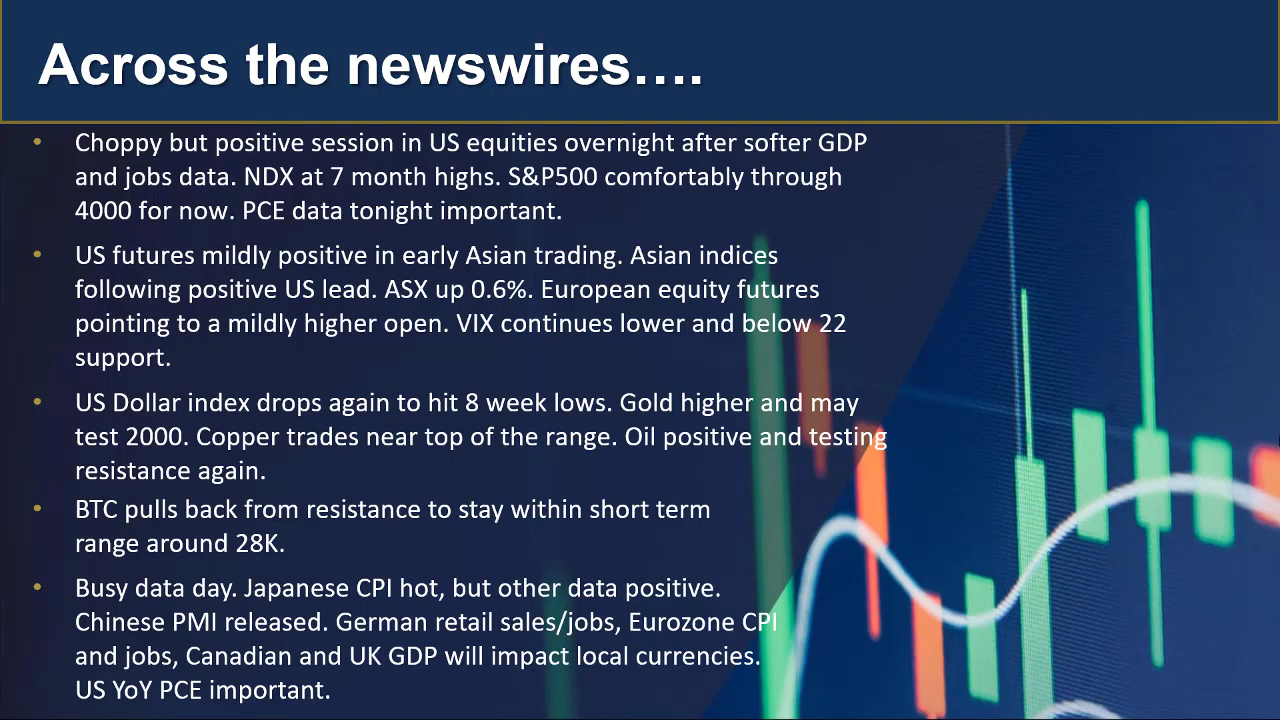 Across the newswires….
• Choppy but positive session in US equities overnight after softer GDP
and jobs data. NDX at 7 month highs. S&P500 comfortably through
4000 for now. PCE data tonight important.
• US futures mildly positive in early Asian trading. Asian indices
following positive US lead. ASX up 0.6%. European equity futures
pointing to a mildly higher open. VIX continues lower and below 22
support.
• US Dollar index drops again to hit 8 week lows. Gold higher and may
test 2000. Copper trades near top of the range. Oil positive and testing
resistance again.
• BTC pulls back from resistance to stay within short term
range around 28K.
• Busy data day. Japanese CPI hot, but other data positive.
Chinese PMI released. German retail sales/jobs, Eurozone CPI
and jobs, Canadian and UK GDP will impact local currencies.
US YoY PCE important.